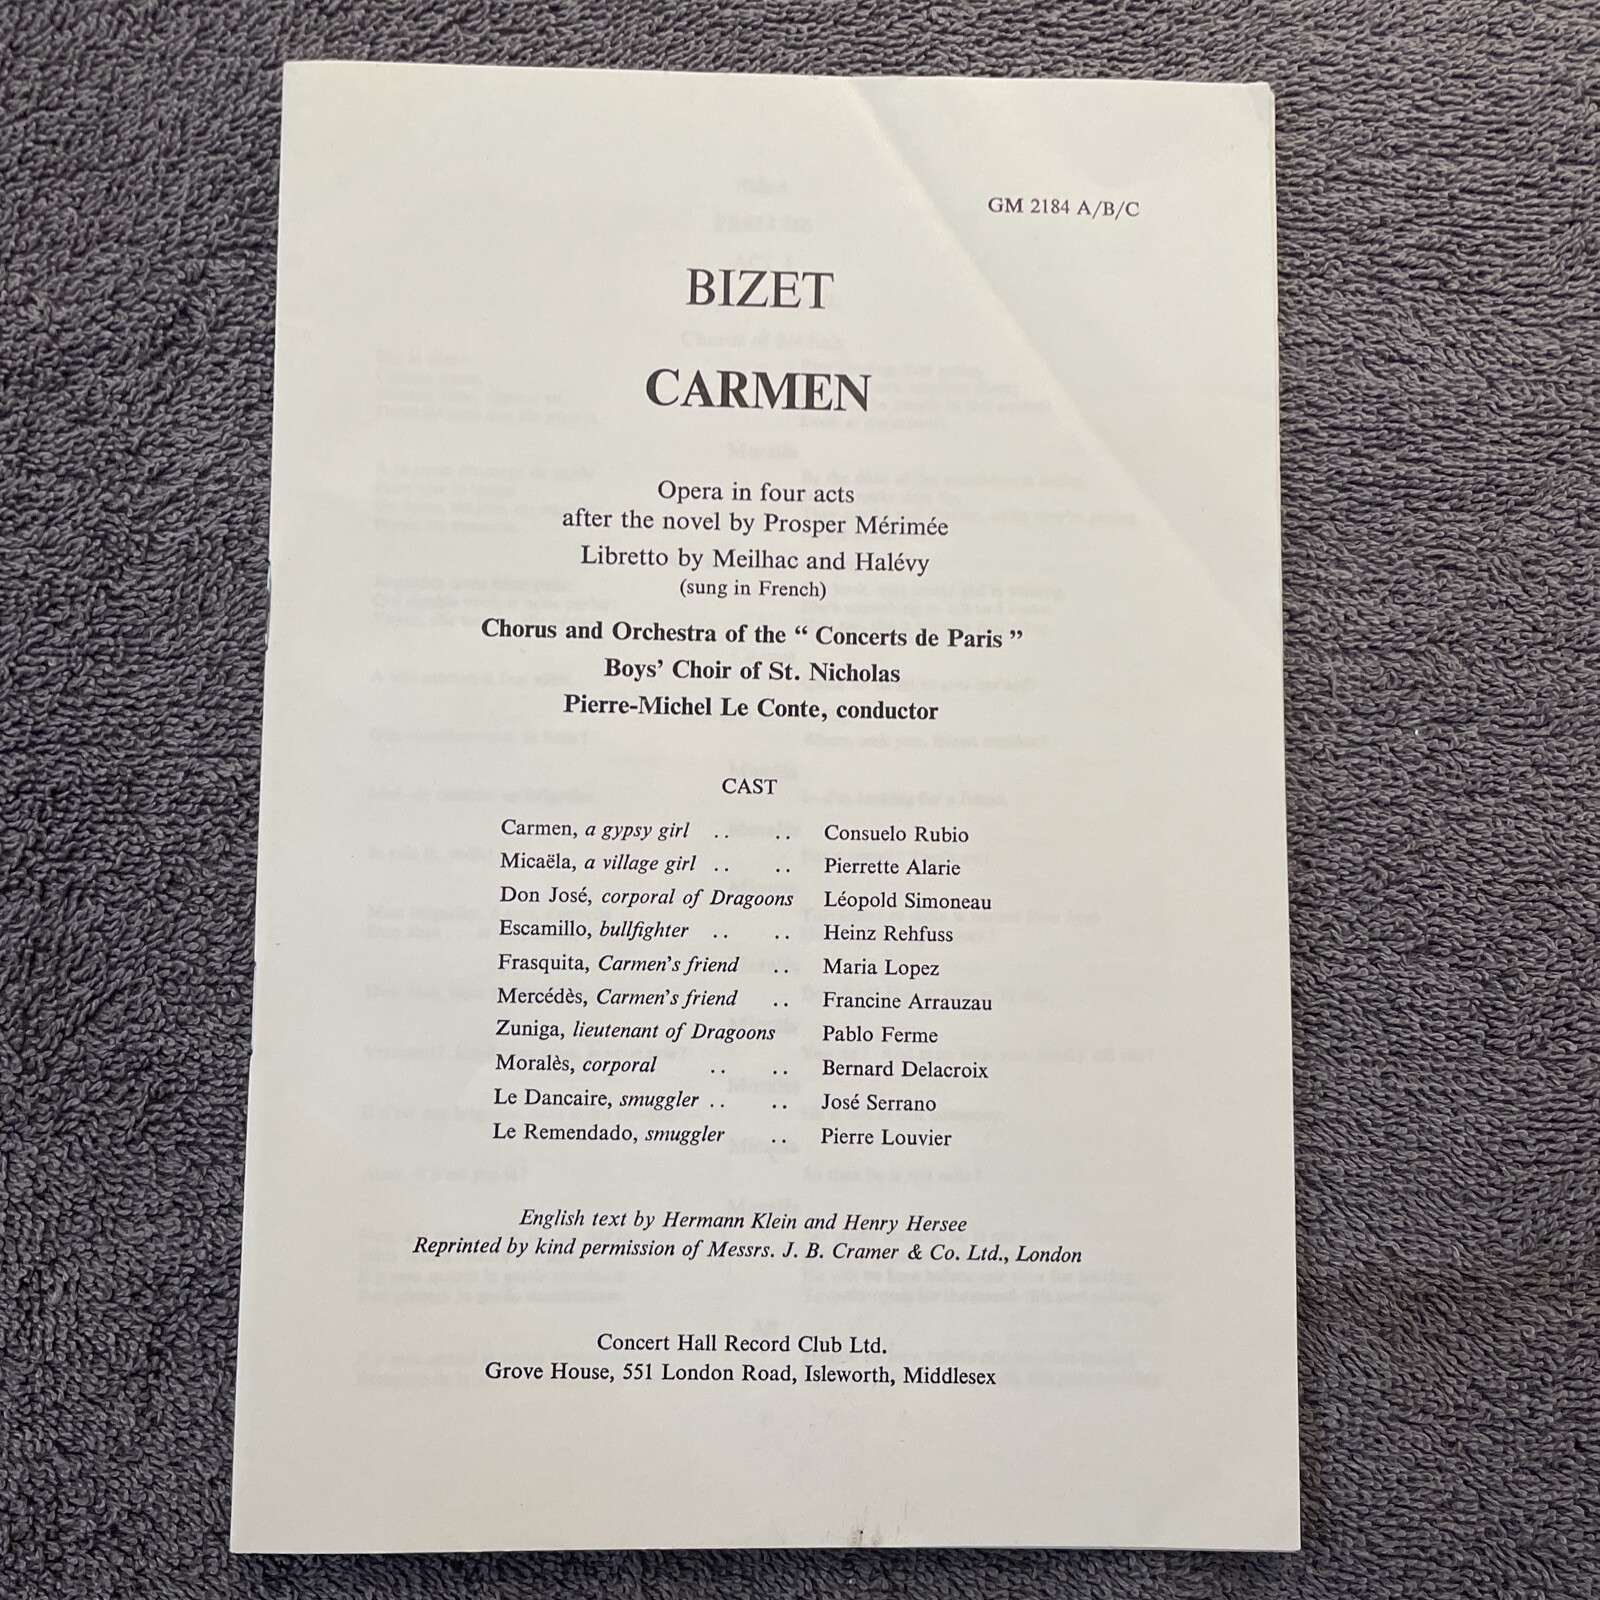 GM 2184 A/B/C
BIZET
CARMEN
Opera in four acts
after the novel by Prosper Mérimée
Libretto by Meilhac and Halévy
(sung in French)
Chorus and Orchestra of the “ Concerts de Paris ”
Boys’ Choir of St. Nicholas
Pierre-Michel Le Conte, conductor
CAST
Carmen, a gypsy girl .. .. Consuelo Rubio
Micaëla, a village girl .. .. Pierrette Alarie
Don José, corporal of Dragoons Léopold Simoneau
Escamillo, bullfighter .. .. Heinz Rehfuss
Frasquita, Carmen’s friend .. Maria Lopez
Mercédès, Carmen’s friend .. Francine Arrauzau
Zuniga, lieutenant of Dragoons Pablo Ferme
Moralès, corporal .. .. Bernard Delacroix
Le Dancaire, smuggler .. .. José Serrano
Le Remendado, smuggler .. Pierre Louvier
English text by Hermann Klein and Henry Hersee
Reprinted by kind permission of Messrs. J. B. Cramer & Co. Ltd., London
Concert Hall Record Club Ltd.
Grove House, 551 London Road, Isleworth, Middlesex